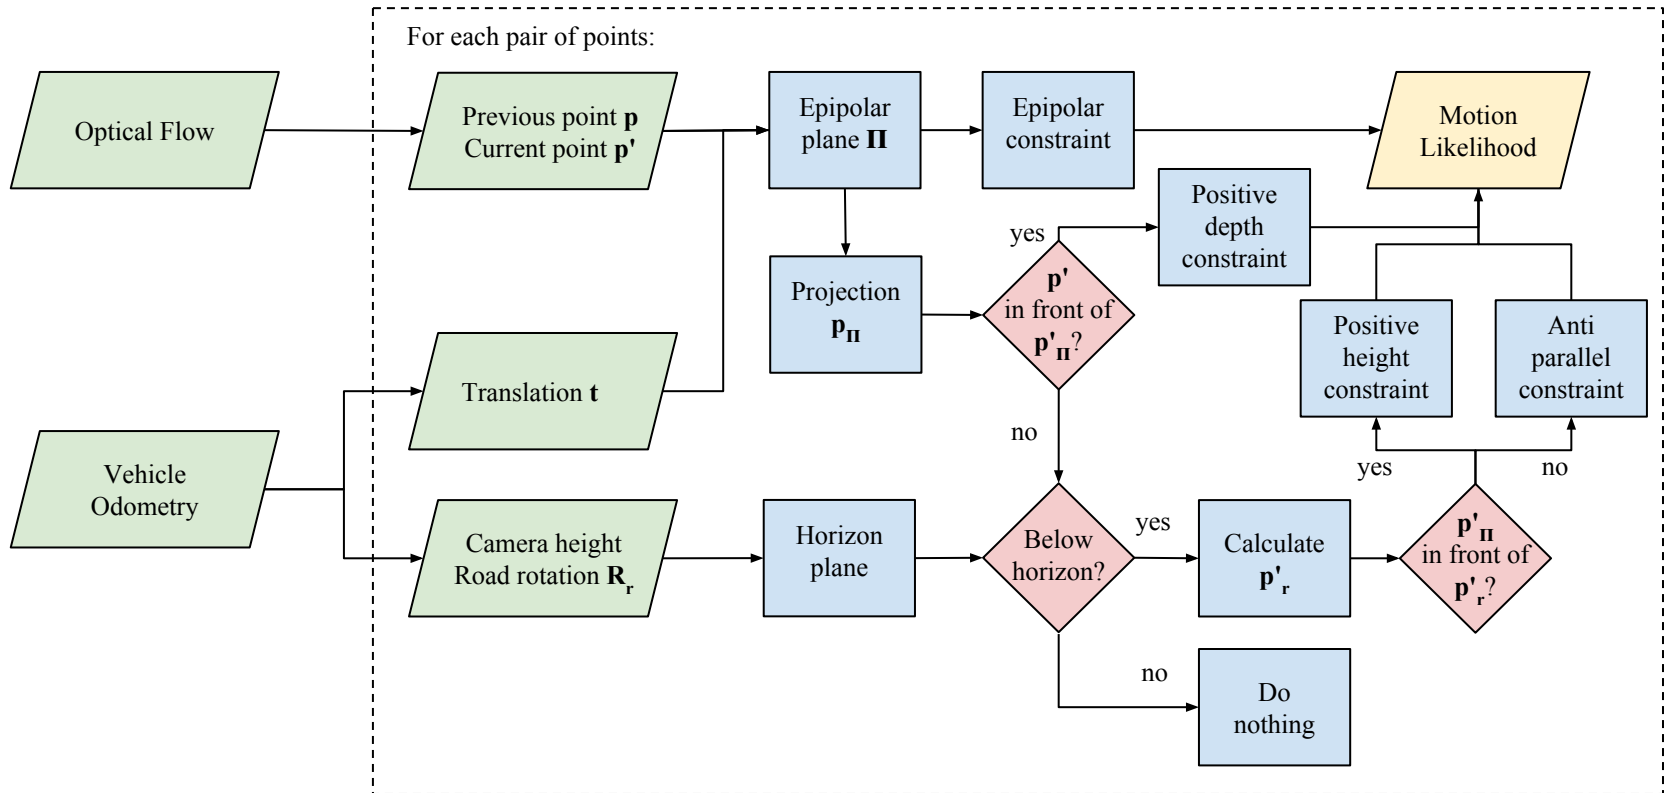 For each pair of points:
Optical Flow
Previous point p
Current point p'
Epipolar
plane Π
Epipolar
constraint
Motion
Likelihood
Positive
depth
constraint
yes
Projection
pΠ
p'
in front of
p'Π?
Positive
height
constraint
Anti
parallel
constraint
Translation t
no
yes
no
Vehicle
Odometry
Camera height
Road rotation Rr
Horizon
plane
Below
horizon?
yes
Calculate
p'r
p'Π
in front of
p'r?
no
Do
nothing